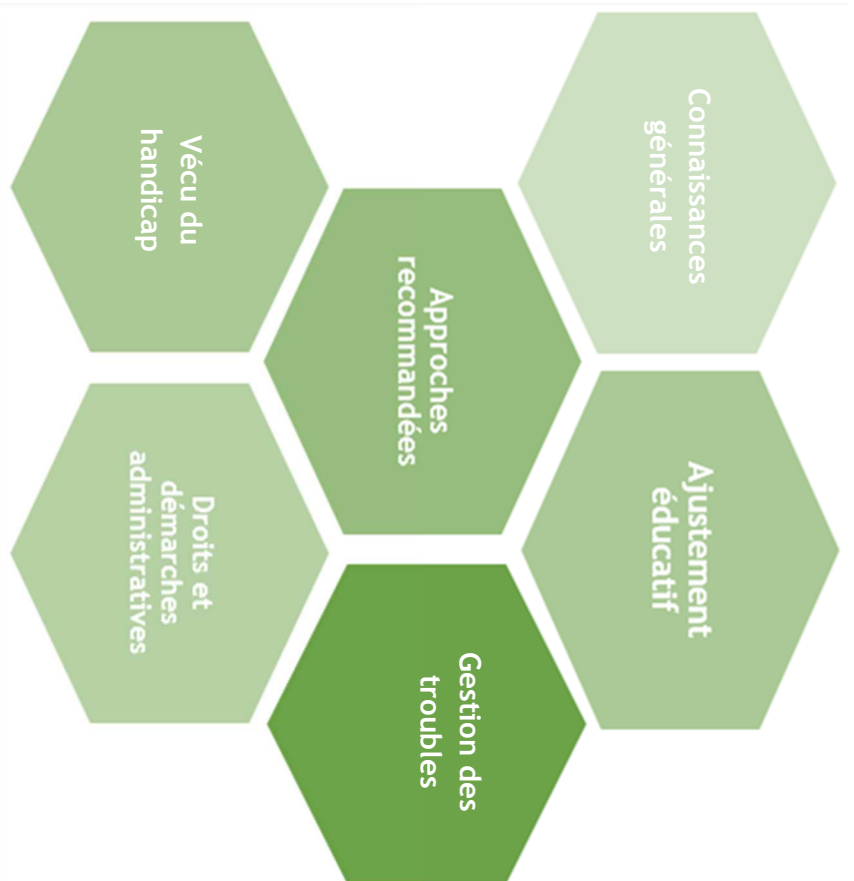 Connaissances
générales
Ajustement
éducatif
Approches
recommandées
Gestion des
troubles
Vécu du
handicap
Droits et
démarches
administratives